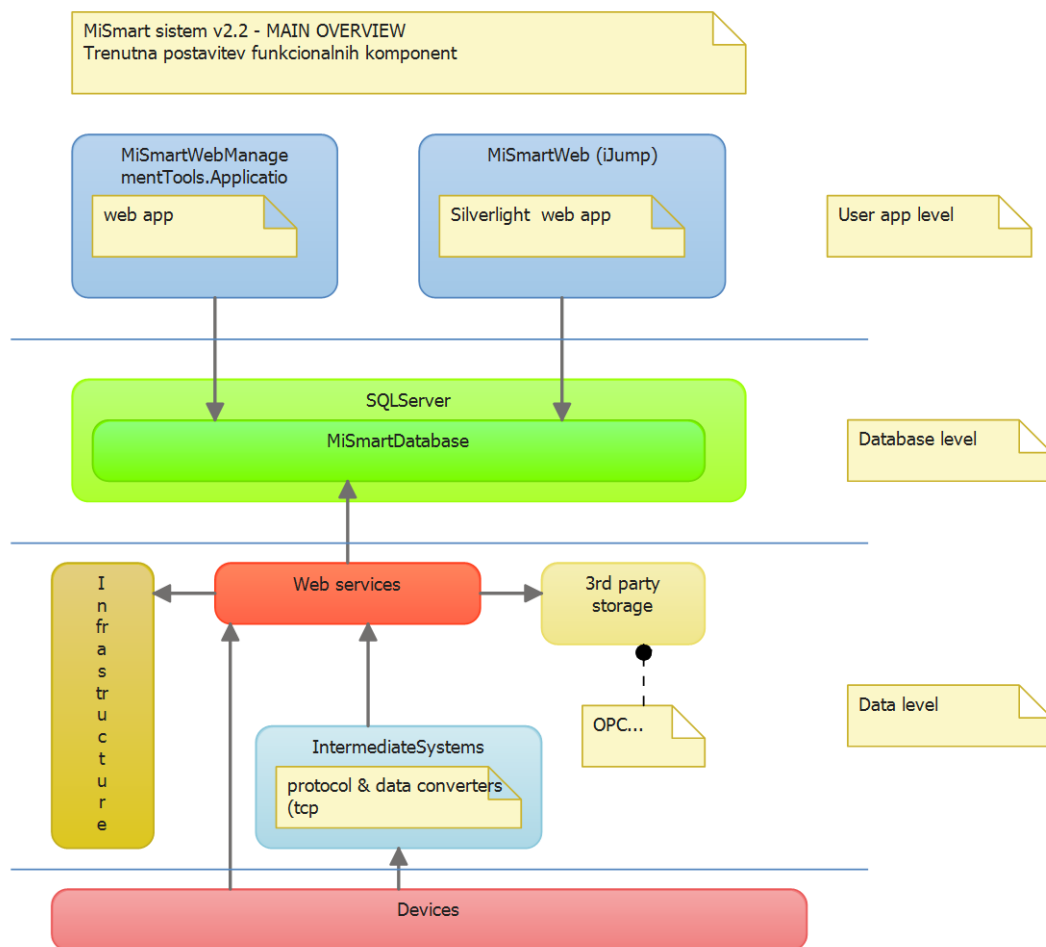 MiSmart sistem v2.2 - MAIN OVERVIEW
Trenutna postavitev funkcionalnih komponent
MiSmartWebManage
mentTools.Applicatio
web app
MiSmartWeb (iJump)
Silverlight web app
User app level
SQLServer
MiSmartDatabase
Database level
Infrastructure
Web services
3rd party
storage
OPC...
Data level
IntermediateSystems
protocol & data converters
(tcp
Devices